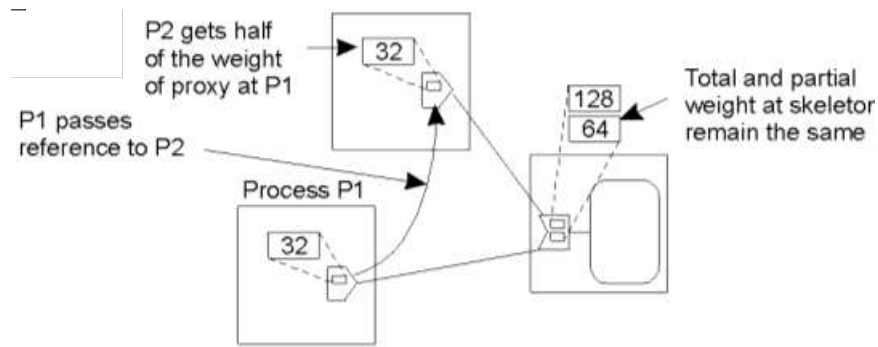 P2 gets half
of the weight
of proxy at P1
32
128
64
Total and partial
weight at skeletor
remain the same
P1 passes
reference to P2
Process P1
32